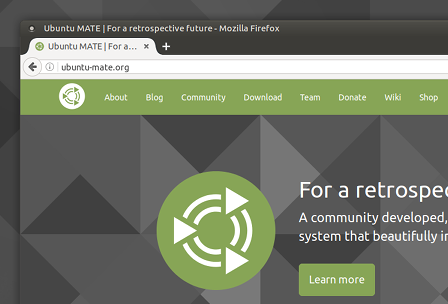 Ubuntu MATE | For a retrospective future - Mozilla Firefox
Ubuntu MATE | For a...
ubuntu-mate.org
About Blog Community Download Team Donate Wiki Shop
For a retrospec
A community developed,
system that beautifully in
Learn more